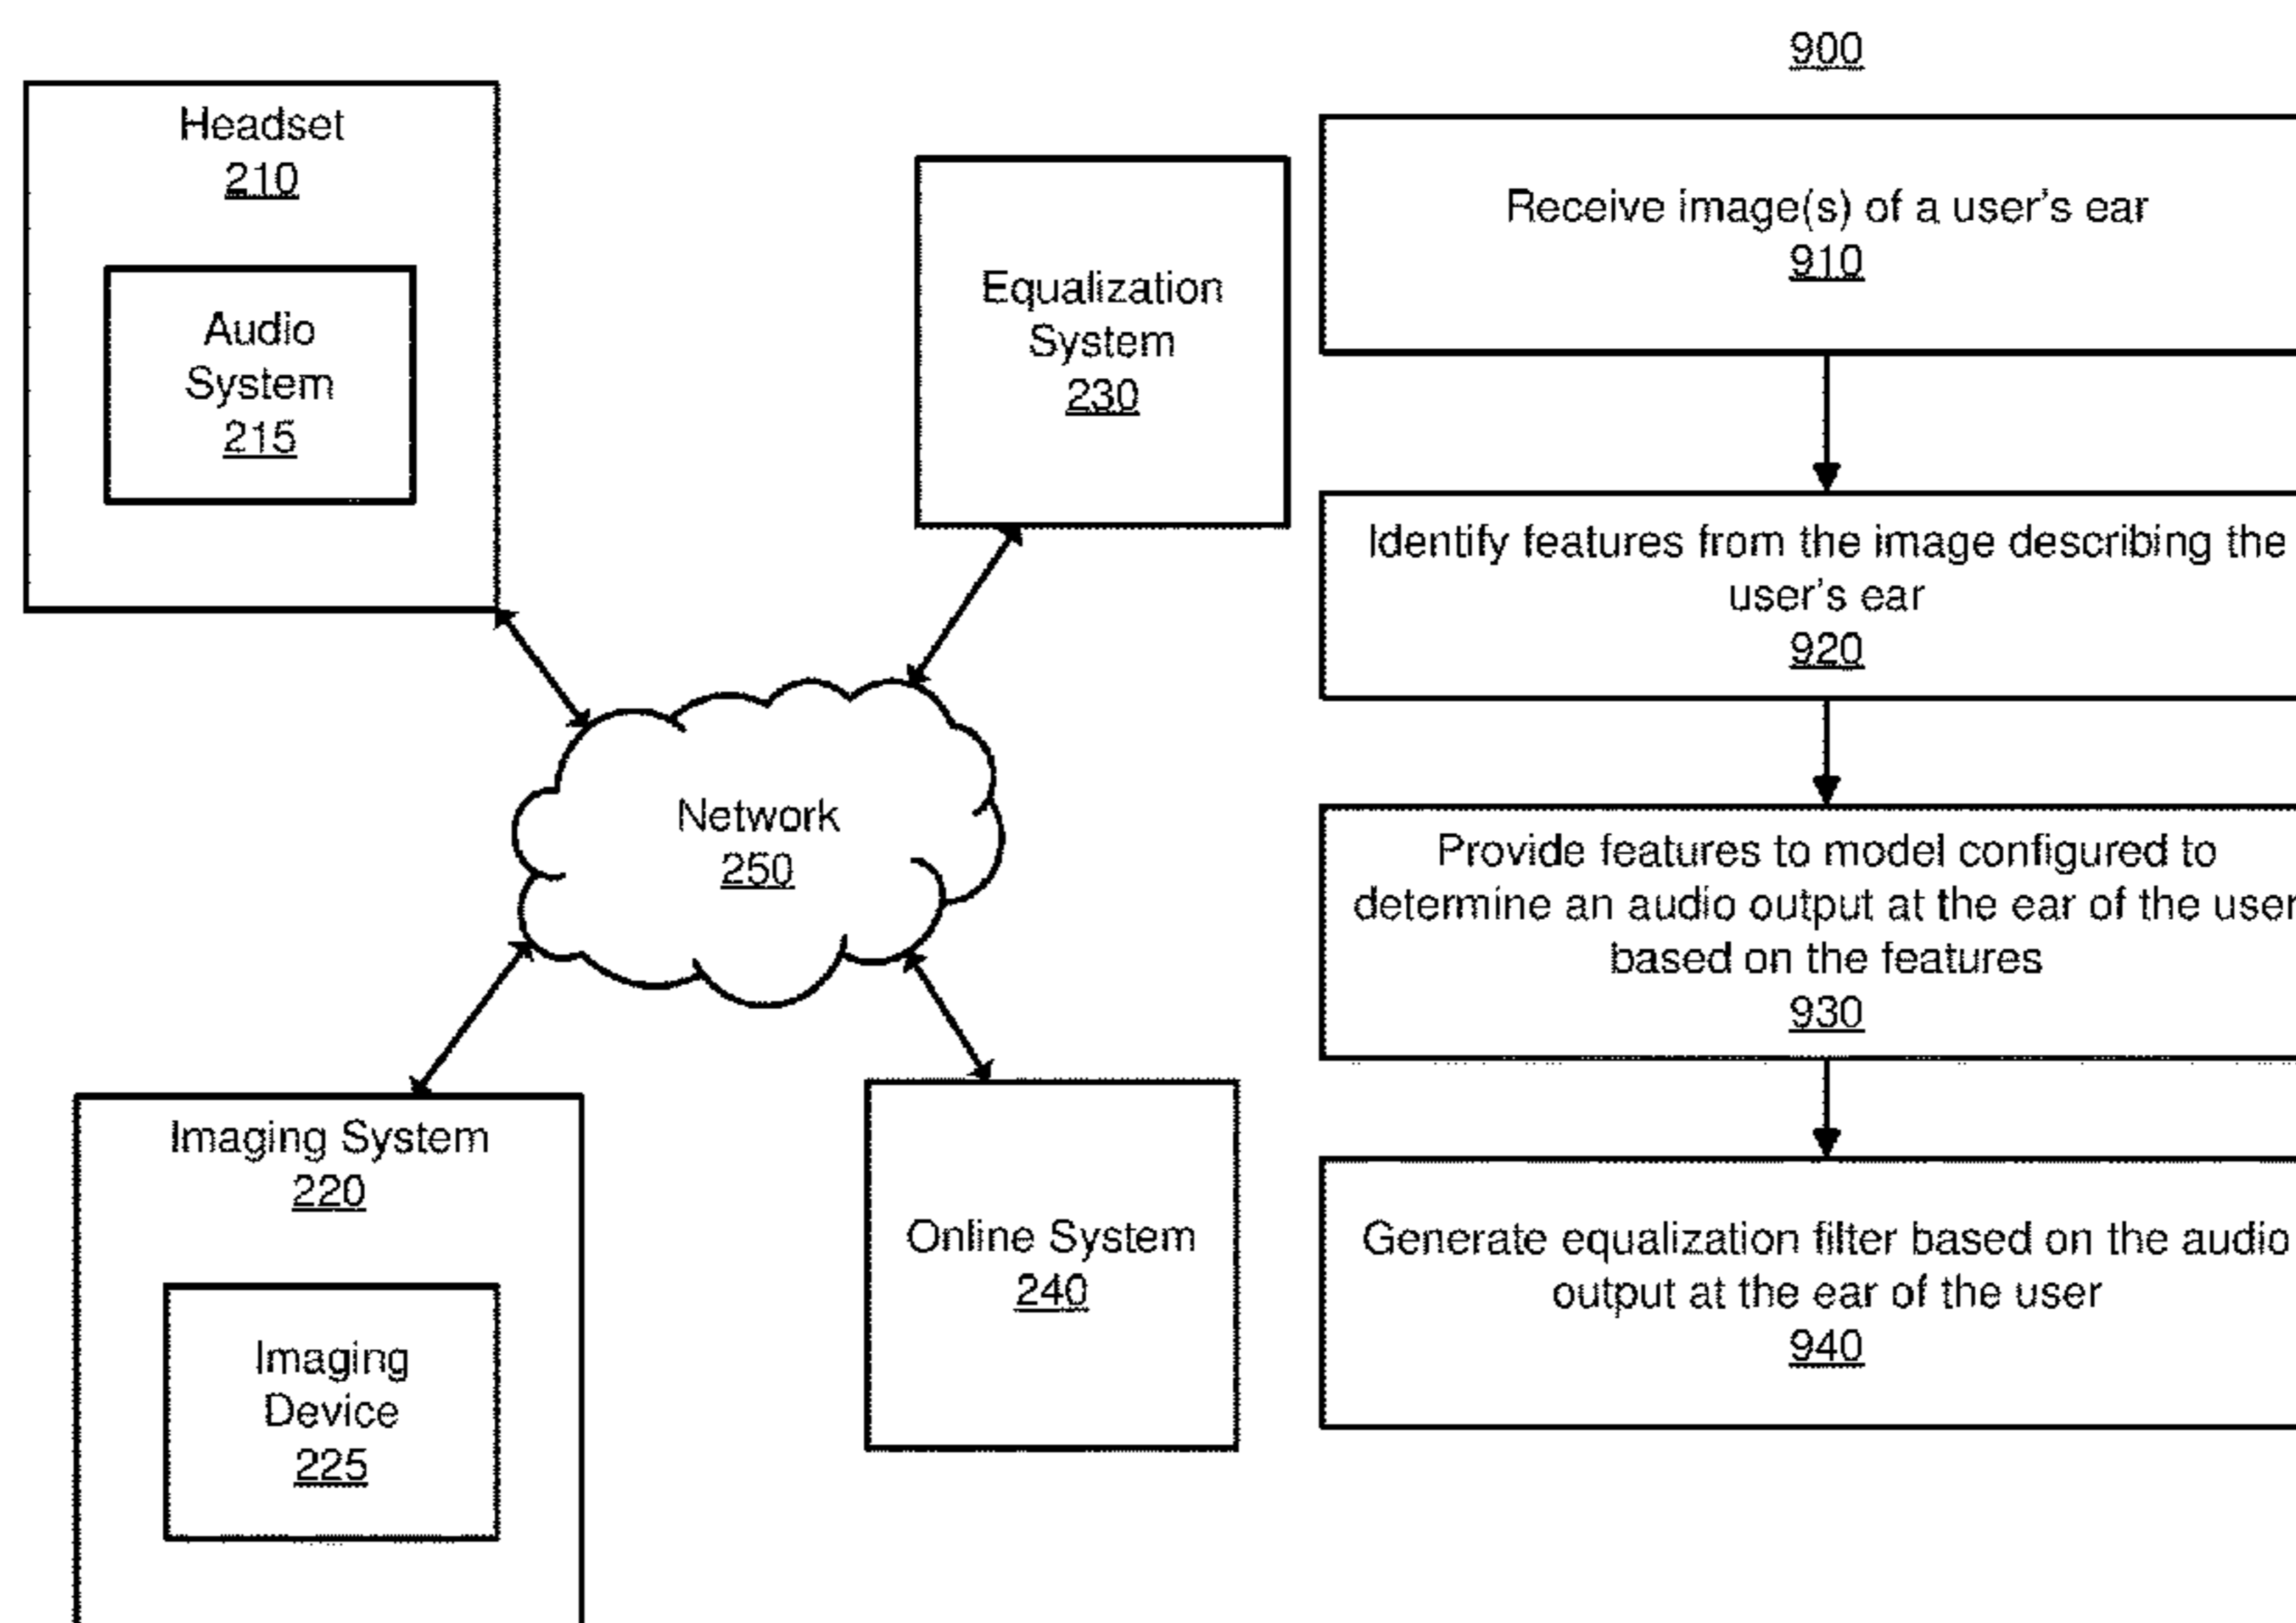 Headset
210
Audio
System
215
Equalization
System
230
Network
250
Imaging System
220
Imaging
Device
225
Online System
240
900
Receive image(s) of a user's ear
910
Identify features from the image describing the
user's ear
920
Provide features to model configured to
determine an audio output at the ear of the user
based on the features
930
Generate equalization filter based on the audio
output at the ear of the user
940